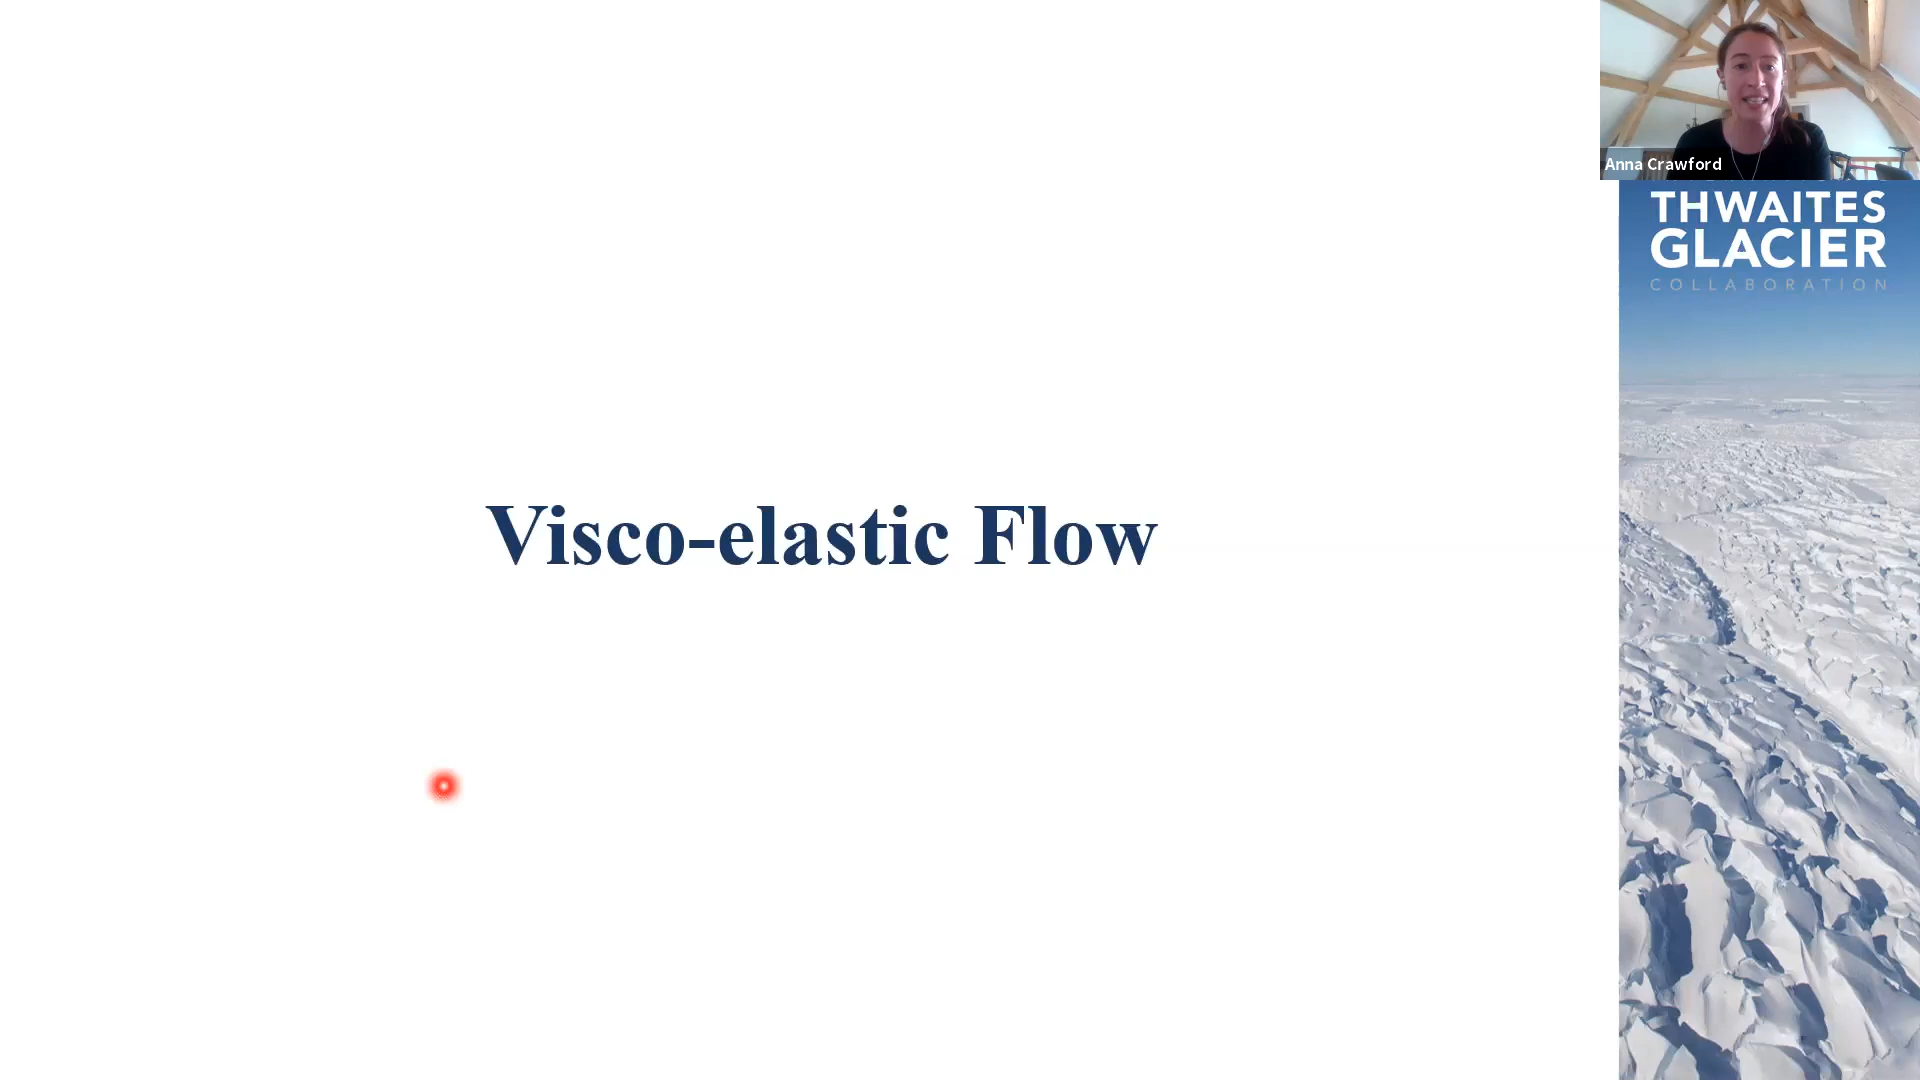 Anna Crawford
THWAITES
GLACIER
COLLABORATION
Visco-elastic Flow